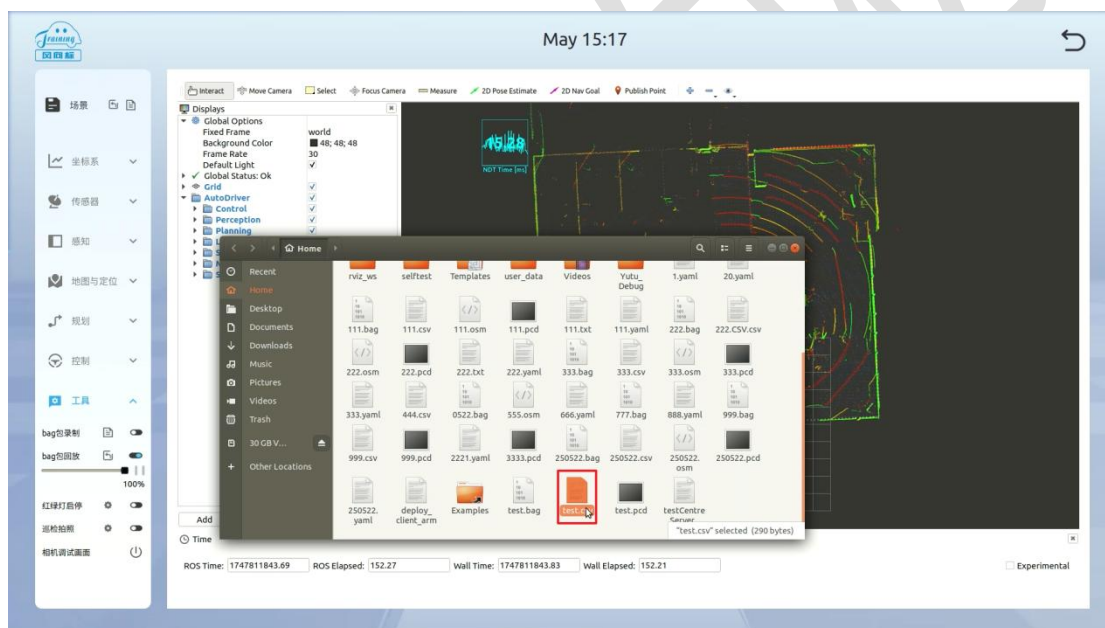 Training
May 15:17
场景
坐标系
传感器
感知
地图与定位
规划
控制
工具
bag包录制
bag包回放
100%
红绿灯启停
巡检拍照
相机调试画面
Interact Move Camera Select Focus Camera Measure 2D Pose Estimate 2D Nav Goal Publish Point
Displays
Global Options
Fixed Frame world
Background Color 48; 48; 48
Frame Rate 30
Default Light
Global Status: Ok
Grid
AutoDriver
Control
Perception
Planning
NDT Time [ms]
Home
Recent
Home
Desktop
Documents
Downloads
Music
Pictures
Videos
Trash
30 GB V...
Other Locations
rviz_ws selftest Templates user_data Videos Yutu_Debug 1.yaml 20.yaml
111.bag 111.csv 111.osm 111.pcd 111.txt 111.yaml 222.bag 222.CSV.csv
222.osm 222.pcd 222.txt 222.yaml 333.bag 333.csv 333.osm 333.pcd
333.yaml 444.csv 0522.bag 555.osm 666.yaml 777.bag 888.yaml 999.bag
999.csv 999.pcd 2221.yaml 3333.pcd 250522.bag 250522.csv 250522.osm 250522.pcd
250522.yaml deploy_client_arm Examples test.bag test.csv test.pcd testCentre
"test.csv" selected (290 bytes)
Add
Time
ROS Time: 1747811843.69 ROS Elapsed: 152.27 Wall Time: 1747811843.83 Wall Elapsed: 152.21 Experimental